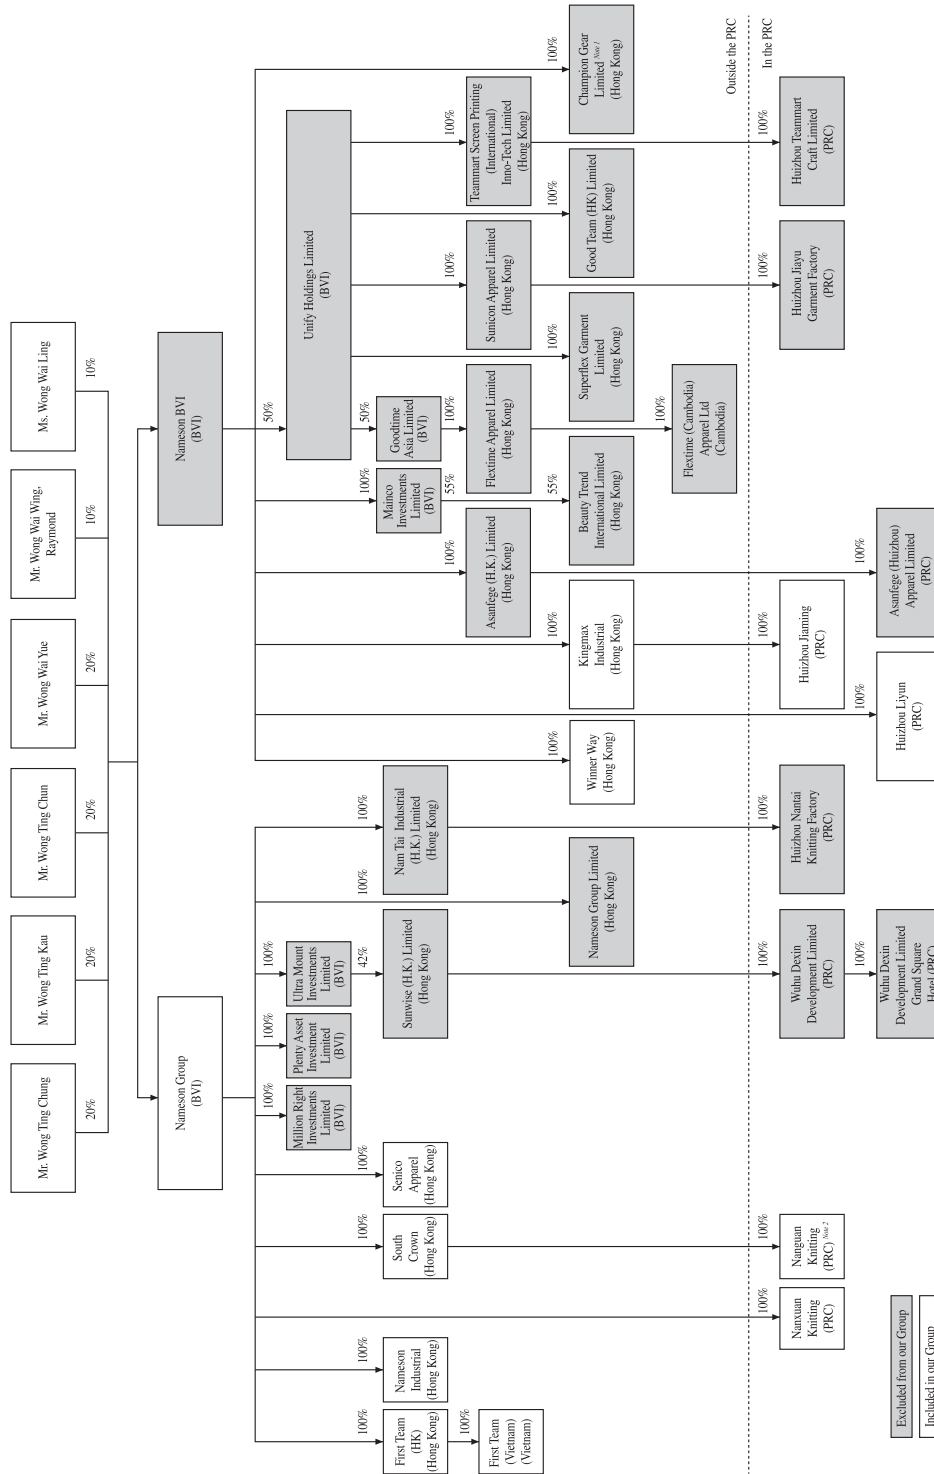 Mr. Wong Ting Chung
Mr. Wong Ting Kau
Mr. Wong Ting Chun
Mr. Wong Wai Yue
Mr. Wong Wai Wing,
Raymond
Ms. Wong Wai Ling
20%
20%
20%
20%
10%
10%
Nameson Group
(BVI)
Nameson BVI
(BVI)
50%
100%
100%
100%
Million Right
Investments
Limited
(BVI)
Plenty Asset
Investment
Limited
(BVI)
Ultra Mount
Investments
Limited
(BVI)
Unify Holdings Limited
(BVI)
100%
100%
100%
100%
42%
100%
100%
100%
50%
First Team
(HK)
(Hong Kong)
Nameson
Industrial
(Hong Kong)
South
Crown
(Hong Kong)
Senico
Apparel
(Hong Kong)
Sunwise (H.K.) Limited
(Hong Kong)
Nam Tai Industrial
(H.K.) Limited
(Hong Kong)
Mainco
Investments
Limited
(BVI)
Goodtime
Asia Limited
(BVI)
100%
100%
55%
100%
100%
100%
First Team
(Vietnam)
(Vietnam)
Asanfege (H.K.) Limited
(Hong Kong)
Flextime Apparel Limited
(Hong Kong)
Sunicon Apparel Limited
(Hong Kong)
Teammart Screen Printing
(International)
Inno-Tech Limited
(Hong Kong)
100%
100%
55%
100%
100%
100%
Nameson Group Limited
(Hong Kong)
Winner Way
(Hong Kong)
Kingmax
Industrial
(Hong Kong)
Beauty Trend
International Limited
(Hong Kong)
Superflex Garment
Limited
(Hong Kong)
Good Team (HK) Limited
(Hong Kong)
Champion Gear
Limited Note 1
(Hong Kong)
100%
Flextime (Cambodia)
Apparel Ltd
(Cambodia)
Outside the PRC
In the PRC
100%
100%
100%
100%
100%
100%
100%
Nanxuan
Knitting
(PRC)
Nanguan
Knitting
(PRC) Note 2
Wuhu Dexin
Development Limited
(PRC)
Huizhou Nantai
Knitting Factory
(PRC)
Huizhou Jiaming
(PRC)
Huizhou Jiayu
Garment Factory
(PRC)
Huizhou Teammart
Craft Limited
(PRC)
100%
100%
100%
Wuhu Dexin
Development Limited
Grand Square
Hotel (PRC)
Huizhou Liyun
(PRC)
Asanfege (Huizhou)
Apparel Limited
(PRC)
Excluded from our Group
Included in our Group